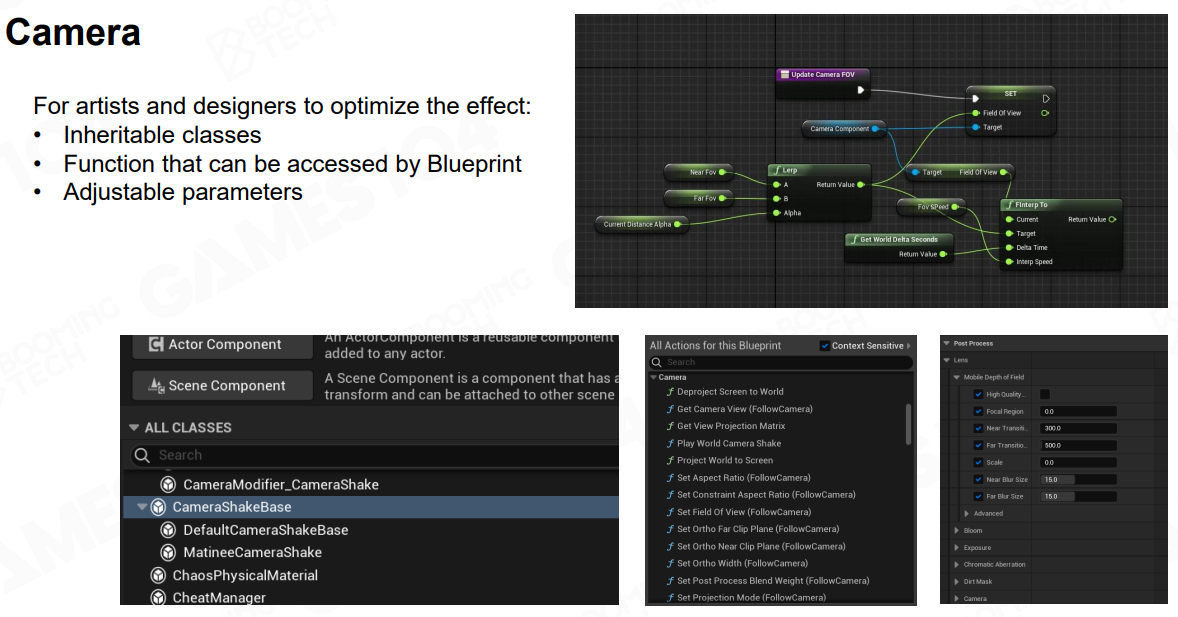 Camera
For artists and designers to optimize the effect:
• Inheritable classes
• Function that can be accessed by Blueprint
• Adjustable parameters
Update Camera FOV
SET
Field Of View
Target
Camera Component
Near Fov
Far Fov
Current Distance Alpha
Lerp
A
B
Alpha
Return Value
Target
Field Of View
Fov SPeed
Get World Delta Seconds
Return Value
FInterp To
Current
Return Value
Target
Delta Time
Interp Speed
Actor Component
An ActorComponent is a reusable component
added to any actor.
Scene Component
A Scene Component is a component that has a
transform and can be attached to other scene
ALL CLASSES
Search
CameraModifier_CameraShake
CameraShakeBase
DefaultCameraShakeBase
MatineeCameraShake
ChaosPhysicalMaterial
CheatManager
All Actions for this Blueprint
Context Sensitive
Search
Camera
Deproject Screen to World
Get Camera View (FollowCamera)
Get View Projection Matrix
Play World Camera Shake
Project World to Screen
Set Aspect Ratio (FollowCamera)
Set Constraint Aspect Ratio (FollowCamera)
Set Field Of View (FollowCamera)
Set Ortho Far Clip Plane (FollowCamera)
Set Ortho Near Clip Plane (FollowCamera)
Set Ortho Width (FollowCamera)
Set Post Process Blend Weight (FollowCamera)
Set Projection Mode (FollowCamera)
Post Process
Lens
Mobile Depth of Field
High Quality...
Focal Region 0.0
Near Transiti... 300.0
Far Transitio... 500.0
Scale 0.0
Near Blur Size 15.0
Far Blur Size 15.0
Advanced
Bloom
Exposure
Chromatic Aberration
Dirt Mask
Camera
BOOMING
TECH